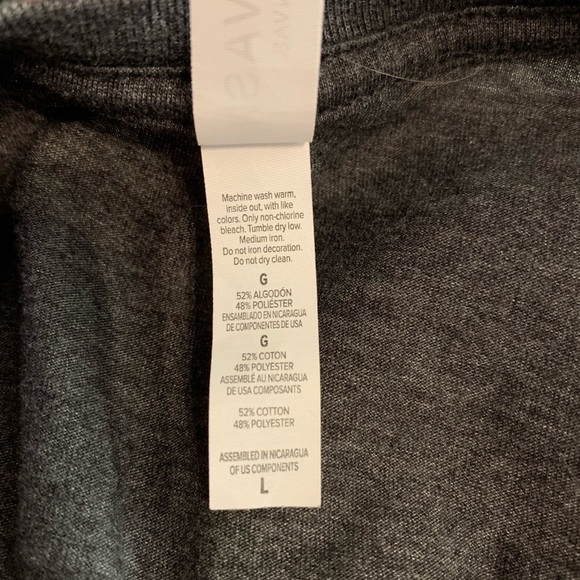 Machine wash warm,
inside out, with like
colors. Only non-chlorine
bleach. Tumble dry low.
Medium iron.
Do not iron decoration.
Do not dry clean.
G
52% ALGODÓN
48% POLIÉSTER
ENSAMBLADO EN NICARAGUA
DE COMPONENTES DE USA
G
52% COTON
48% POLYESTER
ASSEMBLÉ AU NICARAGUA
DE USA COMPOSANTS
52% COTTON
48% POLYESTER
ASSEMBLED IN NICARAGUA
OF US COMPONENTS
L